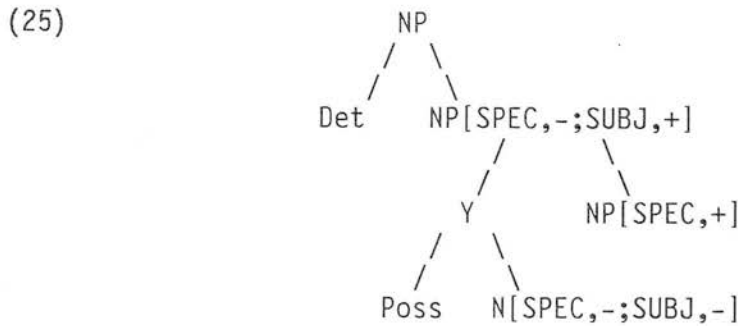 (25) NP
Det NP[SPEC,-;SUBJ,+]
Y NP[SPEC,+]
Poss N[SPEC,-;SUBJ,-]